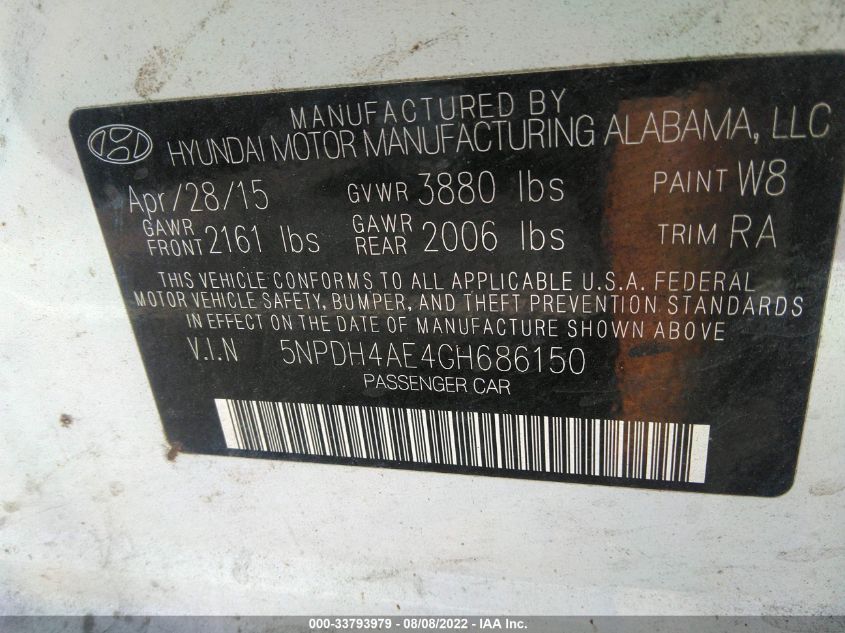 MANUFACTURED BY
HYUNDAI MOTOR MANUFACTURING ALABAMA, LLC
Apr/28/15 GVWR 3880 lbs PAINT W8
GAWR FRONT 2161 lbs GAWR REAR 2006 lbs TRIM RA
THIS VEHICLE CONFORMS TO ALL APPLICABLE U.S.A. FEDERAL
MOTOR VEHICLE SAFETY, BUMPER, AND THEFT PREVENTION STANDARDS
IN EFFECT ON THE DATE OF MANUFACTURE SHOWN ABOVE
V.I.N 5NPDH4AE4GH686150
PASSENGER CAR
000-33793979 - 08/08/2022 - IAA Inc.